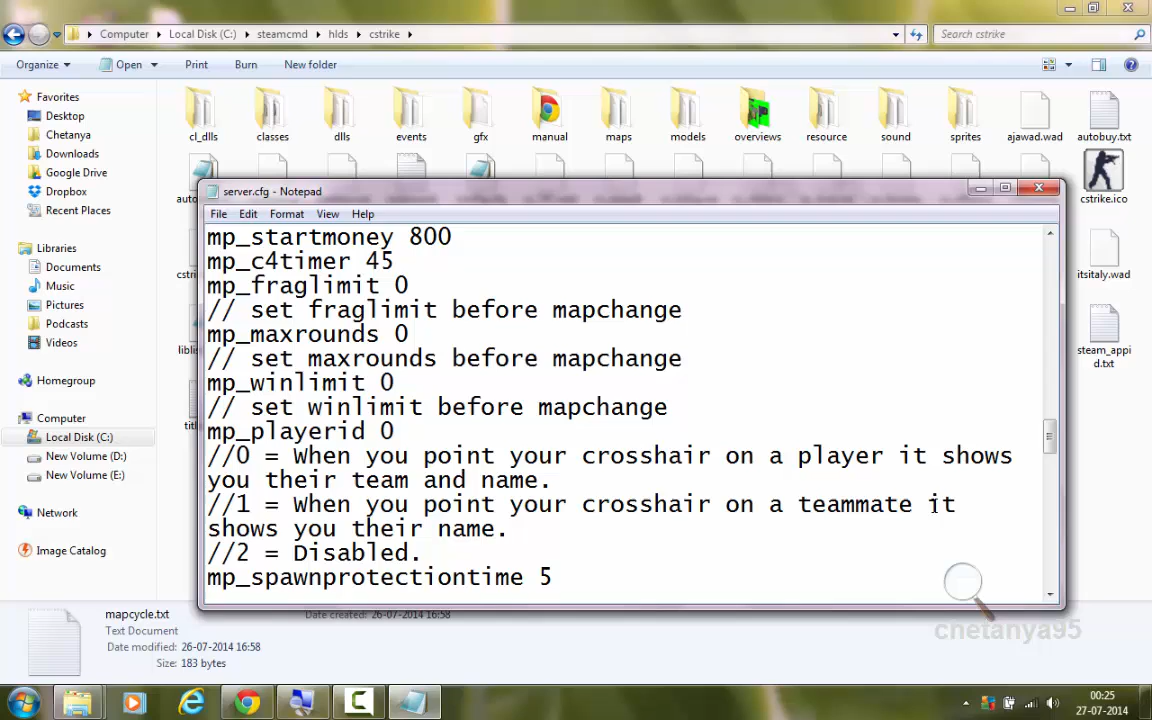 Computer ▸ Local Disk (C:) ▸ steamcmd ▸ hlds ▸ cstrike ▸
Search cstrike
Organize Open Print Burn New folder
Favorites
Desktop
Chetanya
Downloads
Google Drive
Dropbox
Recent Places
Libraries
Documents
Music
Pictures
Podcasts
Videos
Homegroup
Computer
Local Disk (C:)
New Volume (D:)
New Volume (E:)
Network
Image Catalog
cl_dlls classes dlls events gfx manual maps models overviews resource sound sprites ajawad.wad autobuy.txt
cstrike.ico
itsitaly.wad
steam_appi
d.txt
server.cfg - Notepad
File Edit Format View Help
mp_startmoney 800
mp_c4timer 45
mp_fraglimit 0
// set fraglimit before mapchange
mp_maxrounds 0
// set maxrounds before mapchange
mp_winlimit 0
// set winlimit before mapchange
mp_playerid 0
//0 = When you point your crosshair on a player it shows
you their team and name.
//1 = When you point your crosshair on a teammate it
shows you their name.
//2 = Disabled.
mp_spawnprotectiontime 5
chetanya95
mapcycle.txt
Date created: 26-07-2014 16:58
Text Document
Date modified: 26-07-2014 16:58
Size: 183 bytes
00:25
27-07-2014